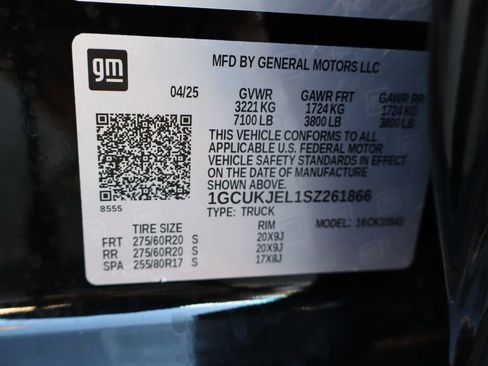 gm
MFD BY GENERAL MOTORS LLC
04/25 GVWR GAWR FRT GAWR RR
3221 KG 1724 KG 1724 KG
7100 LB 3800 LB 3800 LB
THIS VEHICLE CONFORMS TO ALL
APPLICABLE U.S. FEDERAL MOTOR
VEHICLE SAFETY STANDARDS IN EFFECT
ON THE DATE OF MANUFACTURE
SHOWN ABOVE.
1GCUKJEL1SZ261866
8555
TYPE: TRUCK MODEL:
TIRE SIZE RIM
FRT 275/60R20 S 20X9J
RR 275/60R20 S 20X9J
SPA 255/80R17 S 17X8J